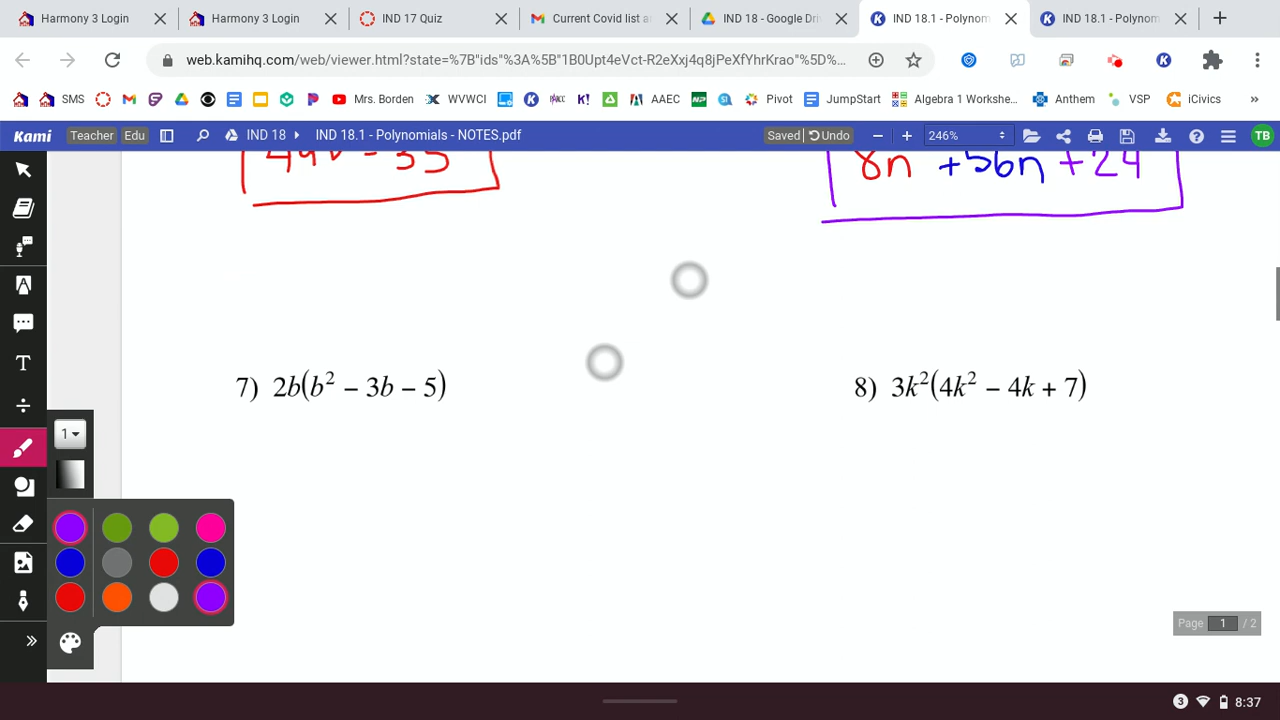 Harmony 3 Login
Harmony 3 Login
IND 17 Quiz
Current Covid list a
IND 18 - Google Dri
IND 18.1 - Polynom
IND 18.1 - Polynom
web.kamihq.com/web/viewer.html?state=%7B"ids"%3A%5B"1B0Upt4eVct-R2eXxj4q8jPeXfYhrKrao"%5D%...
SMS
Mrs. Borden
WVWCI
K!
AAEC
NP
Pivot
JumpStart
Algebra 1 Workshe...
Anthem
VSP
iCivics
»
Kami
Teacher
Edu
IND 18
IND 18.1 - Polynomials - NOTES.pdf
Saved
Undo
246%
TB
8n +56n +24
7) 2b(b² − 3b − 5)
8) 3k²(4k² − 4k + 7)
1
Page 1 / 2
3
8:37